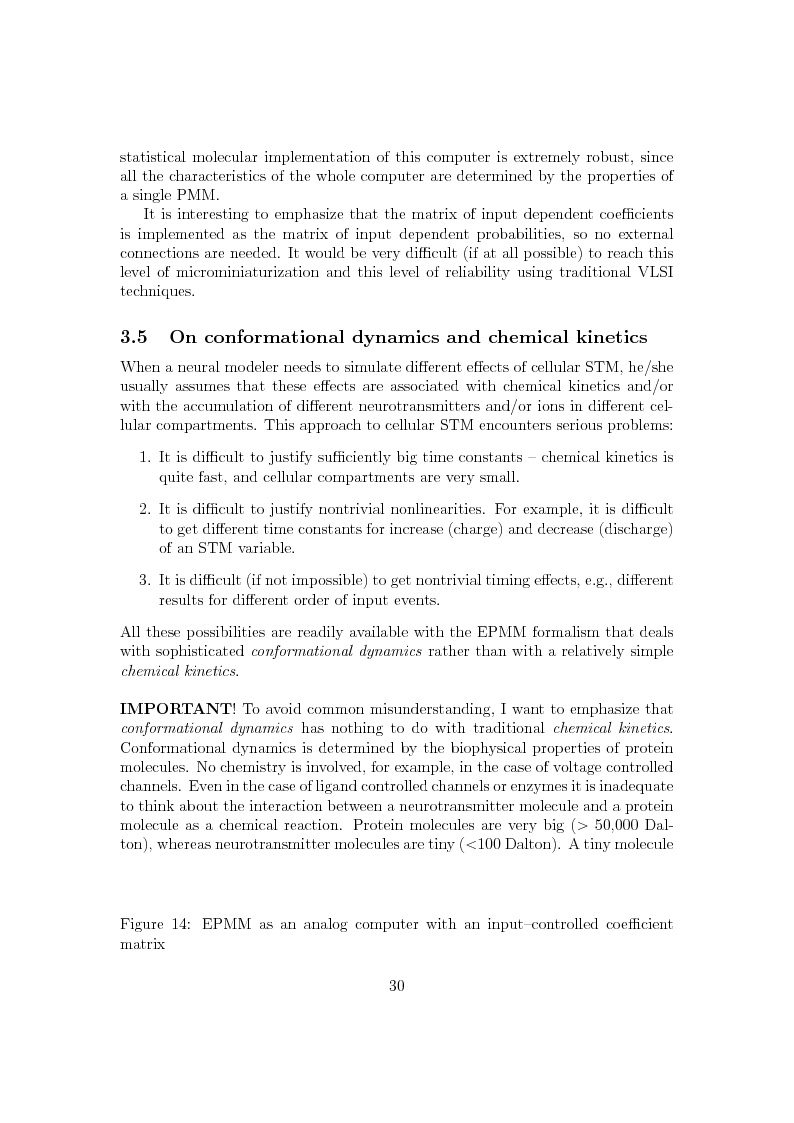 statistical molecular implementation of this computer is extremely robust, since
all the characteristics of the whole computer are determined by the properties of
a single PMM.
It is interesting to emphasize that the matrix of input dependent coefficients
is implemented as the matrix of input dependent probabilities, so no external
connections are needed. It would be very difficult (if at all possible) to reach this
level of microminiaturization and this level of reliability using traditional VLSI
techniques.
3.5 On conformational dynamics and chemical kinetics
When a neural modeler needs to simulate different effects of cellular STM, he/she
usually assumes that these effects are associated with chemical kinetics and/or
with the accumulation of different neurotransmitters and/or ions in different cel-
lular compartments. This approach to cellular STM encounters serious problems:
1. It is difficult to justify sufficiently big time constants – chemical kinetics is
quite fast, and cellular compartments are very small.
2. It is difficult to justify nontrivial nonlinearities. For example, it is difficult
to get different time constants for increase (charge) and decrease (discharge)
of an STM variable.
3. It is difficult (if not impossible) to get nontrivial timing effects, e.g., different
results for different order of input events.
All these possibilities are readily available with the EPMM formalism that deals
with sophisticated conformational dynamics rather than with a relatively simple
chemical kinetics.
IMPORTANT! To avoid common misunderstanding, I want to emphasize that
conformational dynamics has nothing to do with traditional chemical kinetics.
Conformational dynamics is determined by the biophysical properties of protein
molecules. No chemistry is involved, for example, in the case of voltage controlled
channels. Even in the case of ligand controlled channels or enzymes it is inadequate
to think about the interaction between a neurotransmitter molecule and a protein
molecule as a chemical reaction. Protein molecules are very big (> 50,000 Dal-
ton), whereas neurotransmitter molecules are tiny (<100 Dalton). A tiny molecule
Figure 14: EPMM as an analog computer with an input–controlled coefficient
matrix
30